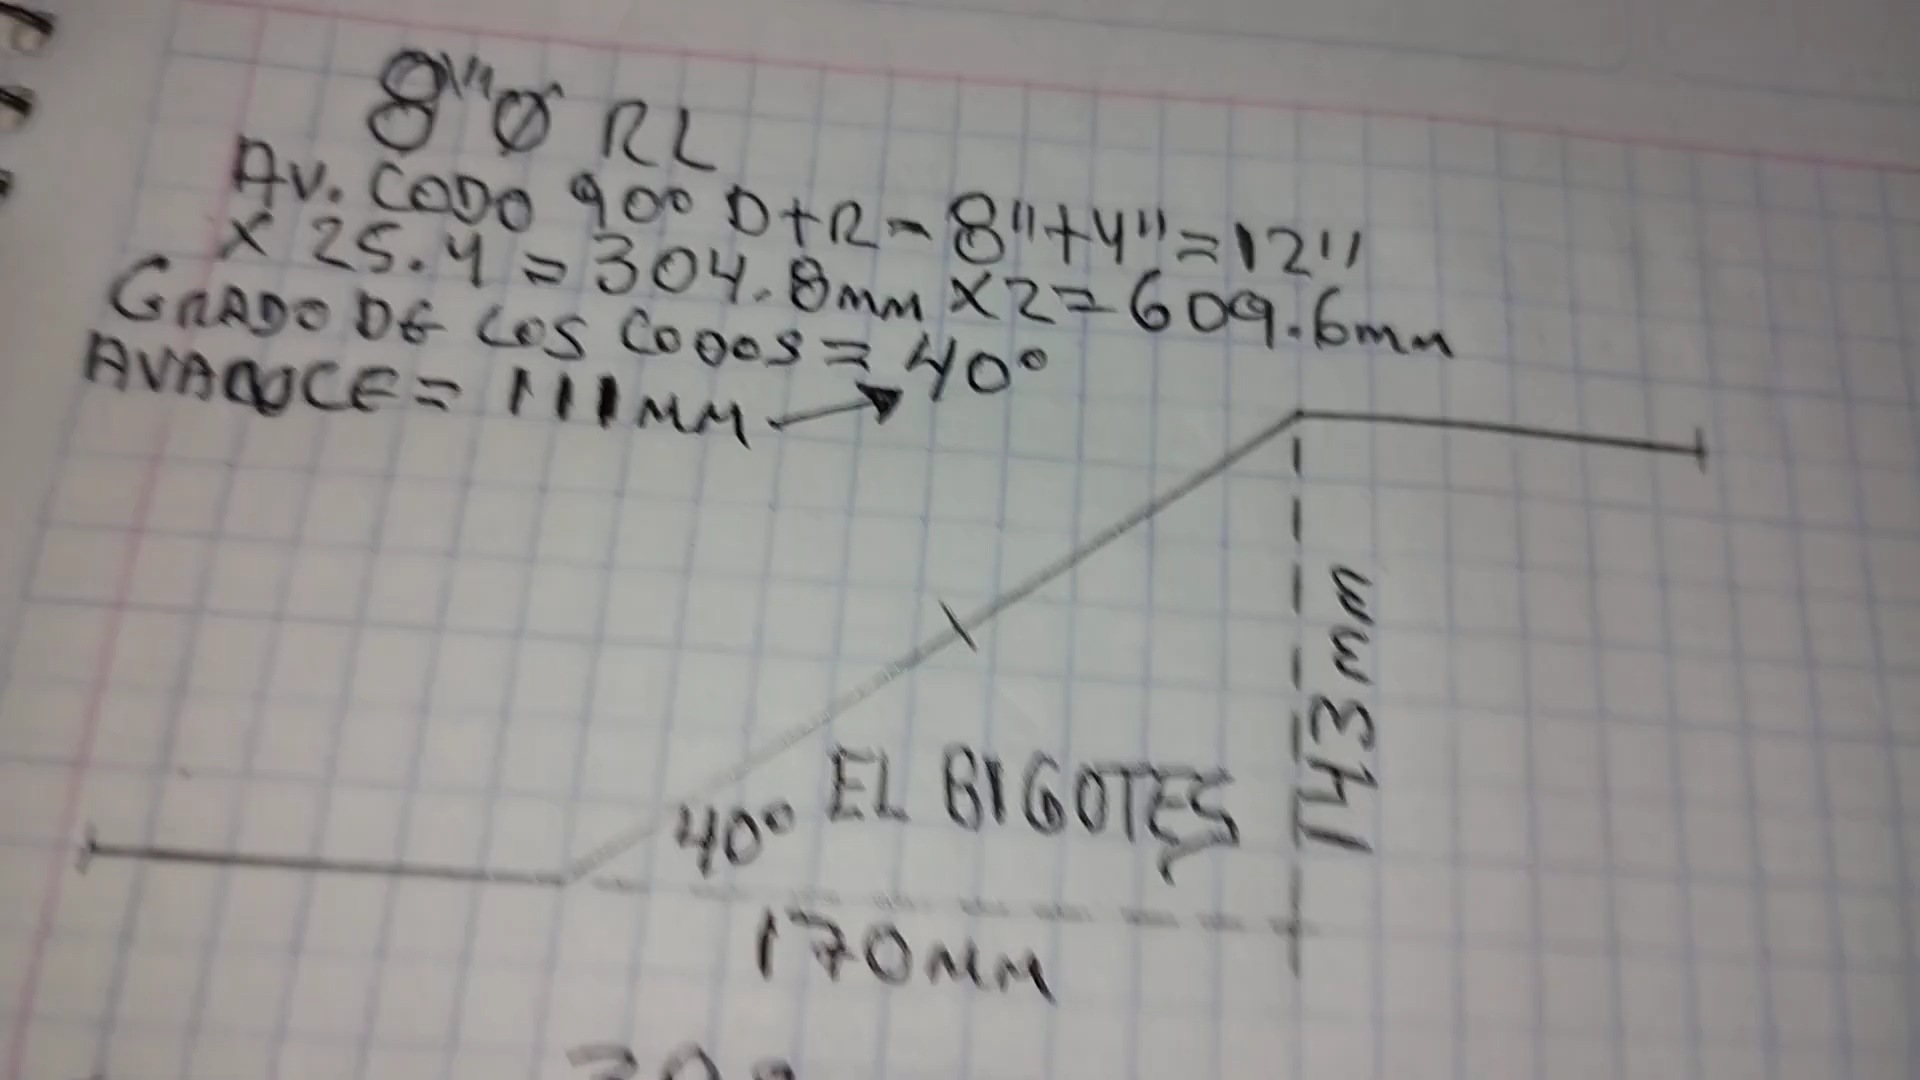 8"Ø RL
AV. CODO 90° D+R-8"+4"=12"
X 25.4 = 304.8mm X2=609.6mm
GRADO DE LOS CODOS = 40°
AVANCE = 111MM
143mm
40°
EL BIGOTES
170MM